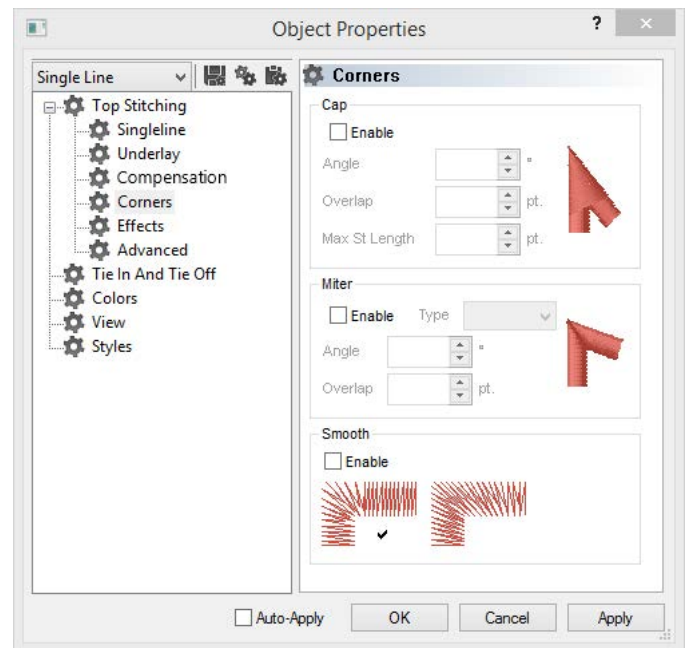 Object Properties
?
Single Line
Top Stitching
Singleline
Underlay
Compensation
Corners
Effects
Advanced
Tie In And Tie Off
Colors
View
Styles
Corners
Cap
Enable
Angle °
Overlap pt.
Max St Length pt.
Miter
Enable Type
Angle °
Overlap pt.
Smooth
Enable
Auto-Apply OK Cancel Apply